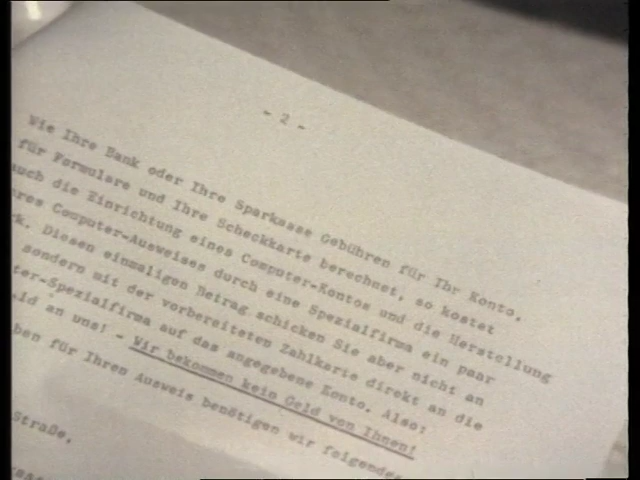 - 2 -
Wie Ihre Bank oder Ihre Sparkasse Gebühren für Ihr Konto,
für Formulare und Ihre Scheckkarte berechnet, so kostet
auch die Einrichtung eines Computer-Kontos und die Herstellung
res Computer-Ausweises durch eine Spezialfirma ein paar
k. Diesen einmaligen Betrag schicken Sie aber nicht an
sondern mit der vorbereiteten Zahlkarte direkt an die
ter-Spezialfirma auf das angegebene Konto. Also:
ld an uns! - Wir bekommen kein Geld von Ihnen!
ben für Ihren Ausweis benötigen wir folgende
Straße,